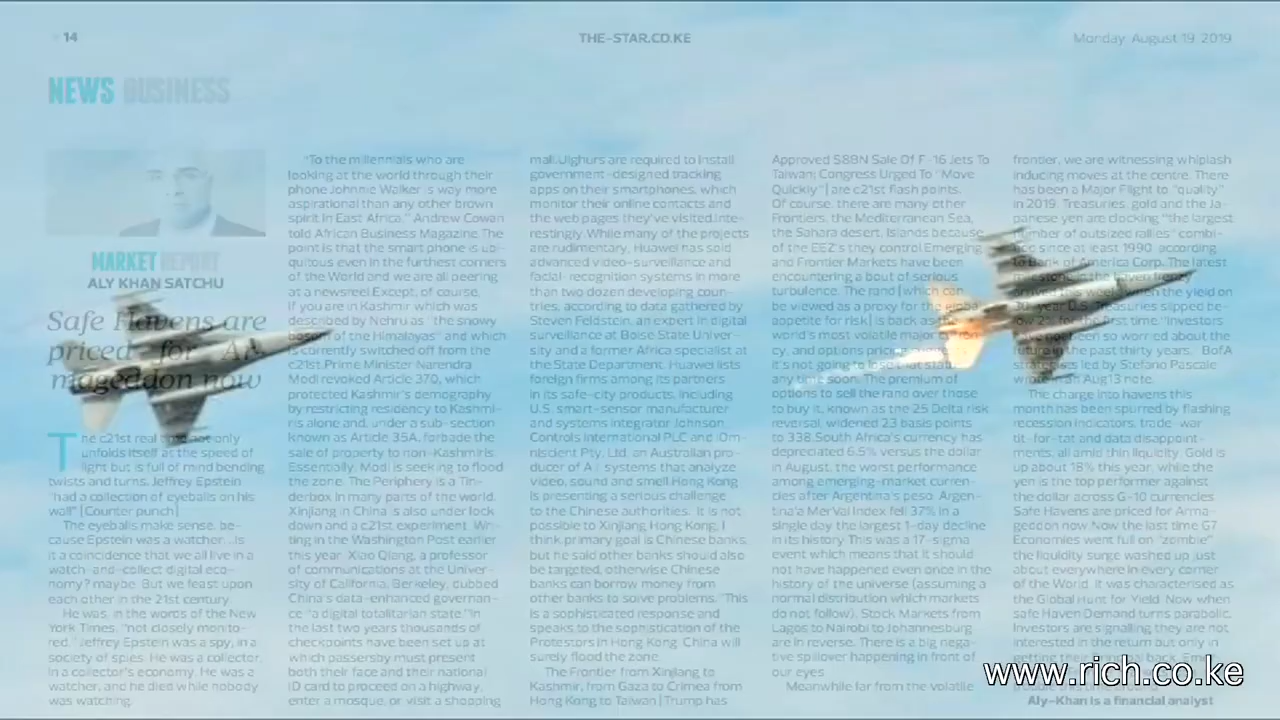 14
THE-STAR.CO.KE
Monday, August 19, 2019
NEWS BUSINESS
MARKET REPORT
ALY KHAN SATCHU
Safe Havens are
priced "for" Ar-
mageddon now
The c21st real not only
unfolds itself at the speed of
light but is full of mind bending
twists and turns. Jeffrey Epstein
"had a collection of eyeballs on his
wall" [Counter punch]
The eyeballs make sense, be-
cause Epstein was a watcher...Is
it a coincidence that we all live in a
watch-and-collect digital eco-
nomy? maybe. But we feast upon
each other in the 21st century.
He was, in the words of the New
York Times, "not closely monito-
red." Jeffrey Epstein was a spy, in a
society of spies. He was a collector,
in a collector's economy. He was a
watcher, and he died while nobody
was watching.
"To the millennials who are
looking at the world through their
phone Johnnie Walker is way more
aspirational than any other brown
spirit in East Africa," Andrew Cowan
told African Business Magazine.The
point is that the smart phone is ubi-
quitous even in the furthest corners
of the World and we are all peering
at a newsreel.Except, of course,
if you are in Kashmir which was
described by Nehru as "the snowy
of the Himalayas" and which
is currently switched off from the
c21st.Prime Minister Narendra
Modi revoked Article 370, which
protected Kashmir's demography
by restricting residency to Kashmi-
ris alone and, under a sub-section
known as Article 35A, forbade the
sale of property to non-Kashmiris.
Essentially, Modi is seeking to flood
the zone. The Periphery is a Tin-
derbox in many parts of the world.
Xinjiang in China is also under lock
down and a c21st experiment. Wri-
ting in the Washington Post earlier
this year, Xiao Qiang, a professor
of communications at the Univer-
sity of California, Berkeley, dubbed
China's data-enhanced governan-
ce "a digital totalitarian state."In
the last two years thousands of
checkpoints have been set up at
which passersby must present
both their face and their national
ID card to proceed on a highway,
enter a mosque, or visit a shopping
mall.Uighurs are required to install
government-designed tracking
apps on their smartphones, which
monitor their online contacts and
the web pages they've visited.Inte-
restingly, While many of the projects
are rudimentary, Huawei has sold
advanced video-surveillance and
facial-recognition systems in more
than two dozen developing coun-
tries, according to data gathered by
Steven Feldstein, an expert in digital
surveillance at Boise State Univer-
sity and a former Africa specialist at
the State Department. Huawei lists
foreign firms among its partners
in its safe-city products, including
U.S. smart-sensor manufacturer
and systems integrator Johnson
Controls International PLC and iOm-
niscient Pty. Ltd, an Australian pro-
ducer of A.I. systems that analyze
video, sound and smell.Hong Kong
is presenting a serious challenge
to the Chinese authorities. It is not
possible to Xinjiang Hong Kong, I
think.primary goal is Chinese banks,
but he said other banks should also
be targeted, otherwise Chinese
banks can borrow money from
other banks to solve problems. "This
is a sophisticated response and
speaks to the sophistication of the
Protestors in Hong Kong. China will
surely flood the zone.
The Frontier from Xinjiang to
Kashmir, from Gaza to Crimea from
Hong Kong to Taiwan [Trump has
Approved $8BN Sale Of F-16 Jets To
Taiwan; Congress Urged To "Move
Quickly"] are c21st flash points.
Of course, there are many other
Frontiers, the Mediterranean Sea,
the Sahara desert, Islands because
of the EEZ's they control.Emerging
and Frontier Markets have been
encountering a bout of serious
turbulence. The rand [which can
be viewed as a proxy for the global
appetite for risk] is back as
world's most volatile major
cy, and options
it's not going to lose that
any time soon. The premium of
options to sell the rand over those
to buy it, known as the 25 Delta risk
reversal, widened 23 basis points
to 338.South Africa's currency has
depreciated 6.5% versus the dollar
in August, the worst performance
among emerging-market curren-
cies after Argentina's peso. Argen-
tina'a MerVal Index fell 37% in a
single day the largest 1-day decline
in its history. This was a 17-sigma
event which means that it should
not have happened even once in the
history of the universe (assuming a
normal distribution which markets
do not follow), Stock Markets from
Lagos to Nairobi to Johannesburg
are in reverse. There is a big nega-
tive spillover happening in front of
our eyes.
Meanwhile far from the volatile
frontier, we are witnessing whiplash
inducing moves at the centre. There
has been a Major Flight to "quality"
in 2019. Treasuries, gold and the Ja-
panese yen are clocking "the largest
number of outsized rallies" combi-
since at least 1990, according
to Bank of America Corp. The latest
the yield on
30-year U.S. Treasuries slipped be-
low 2% first time."Investors
so worred about the
future in the past thirty years," BofA
led by Stefano Pascale
Aug13 note.
The charge into havens this
month has been spurred by flashing
recession indicators, trade-war
tit-for-tat and data disappoint-
ments, all amid thin liquidity. Gold is
up about 18% this year, while the
yen is the top performer against
the dollar across G-10 currencies
Safe Havens are priced for Arma-
geddon now Now the last time G7
Economies went full on "zombie"
the liquidity surge washed up just
about everywhere in every corner
of the World. It was characterised as
the Global Hunt for Yield. Now when
safe Haven Demand turns parabolic,
Investors are signalling they are not
interested in the return but only in
getting their back,
Aly-Khan is a financial analyst
www.rich.co.ke